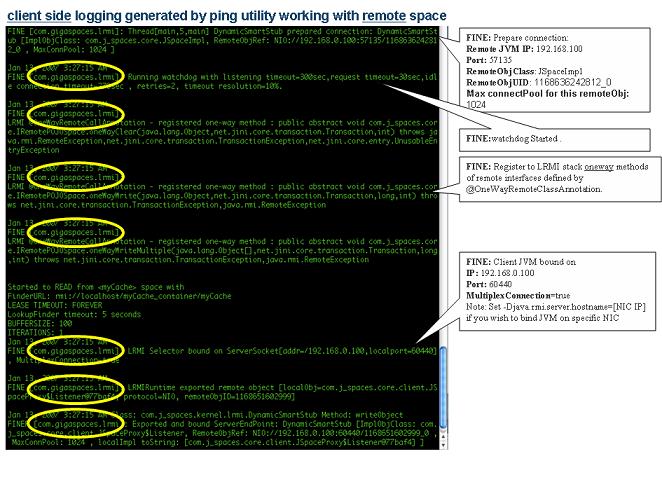 client side logging generated by ping utility working with remote space
FINE [com.gigaspaces.lrmi]: Thread[main,5,main] DynamicSmartStub prepared connection: DynamicSmartSt
ub [ImplObjClass: com.j_spaces.core.JSpaceImpl, RemoteObjRef: NIO://192.168.0.100:57135/116863624281
2_0 , MaxConnPool: 1024 ]
Jan 13, 2007 3:27:15 AM
FINE [com.gigaspaces.lrmi]: Running watchdog with listening timeout=300sec,request timeout=30sec,idl
e connection , retries=2, timeout resolution=10%.
Jan 13, 2007 3:27:15 AM
FINE [com.gigaspaces.lrmi]:
LRMI OneWayRemoteCallAnnotation - registered one-way method : public abstract void com.j_spaces.cor
e.IRemotePOJOSpace.oneWayClear(java.lang.Object,net.jini.core.transaction.Transaction,int) throws ja
va.rmi.RemoteException,net.jini.core.transaction.TransactionException,net.jini.core.entry.UnusableEn
tryException
Jan 13, 2007 3:27:15 AM
FINE [com.gigaspaces.lrmi]:
LRMI OneWayRemoteCallAnnotation - registered one-way method : public abstract void com.j_spaces.cor
e.IRemotePOJOSpace.oneWayWrite(java.lang.Object,net.jini.core.transaction.Transaction,long,int) thro
ws net.jini.core.transaction.TransactionException,java.rmi.RemoteException
Jan 13, 2007 3:27:15 AM
FINE [com.gigaspaces.lrmi]:
LRMI OneWayRemoteCallAnnotation - registered one-way method : public abstract void com.j_spaces.cor
e.IRemotePOJOSpace.oneWayWriteMultiple(java.lang.Object[],net.jini.core.transaction.Transaction,long
,int) throws net.jini.core.transaction.TransactionException,java.rmi.RemoteException
Started to READ from <myCache> space with
FinderURL: rmi://localhost/myCache_container/myCache
LEASE TIMEOUT: FOREVER
LookupFinder timeout: 5 seconds
BUFFERSIZE: 100
ITERATIONS: 1
Jan 13, 2007 3:27:15 AM
FINE [com.gigaspaces.lrmi]: LRMI Selector bound on ServerSocket[addr=/192.168.0.100,localport=60440]
, MultiplexConnection=true
Jan 13, 2007 3:27:15 AM
FINE [com.gigaspaces.lrmi]: LRMIRuntime exported remote object [localObj=com.j_spaces.core.client.JS
paceProxy$Listener@77baf4, protocol=NIO, remoteObjID=1168651602999]
Jan 13, 2007 3:27:15 AM Class: com.j_spaces.kernel.lrmi.DynamicSmartStub Method: writeObject
FINER [com.gigaspaces.lrmi]: Exported and bound ServerEndPoint: DynamicSmartStub [ImplObjClass: com.
j_spaces.core.client.JSpaceProxy$Listener, RemoteObjRef: NIO://192.168.0.100:60440/1168651602999_0 ,
MaxConnPool: 1024 , localImpl toString: [com.j_spaces.core.client.JSpaceProxy$Listener@77baf4] ]
FINE: Prepare connection:
Remote JVM IP: 192.168.100
Port: 57135
RemoteObjClass: JSpaceImpl
RemoteObjUID: 1168636242812_0
Max connectPool for this remoteObj:
1024
FINE:watchdog Started .
FINE: Register to LRMI stack oneway methods
of remote interfaces defined by
@OneWayRemoteClassAnnotation.
FINE: Client JVM bound on
IP: 192.168.0.100
Port: 60440
MultiplexConnection=true
Note: Set -Djava.rmi.server.hostname=[NIC IP]
if you wish to bind JVM on specific NIC